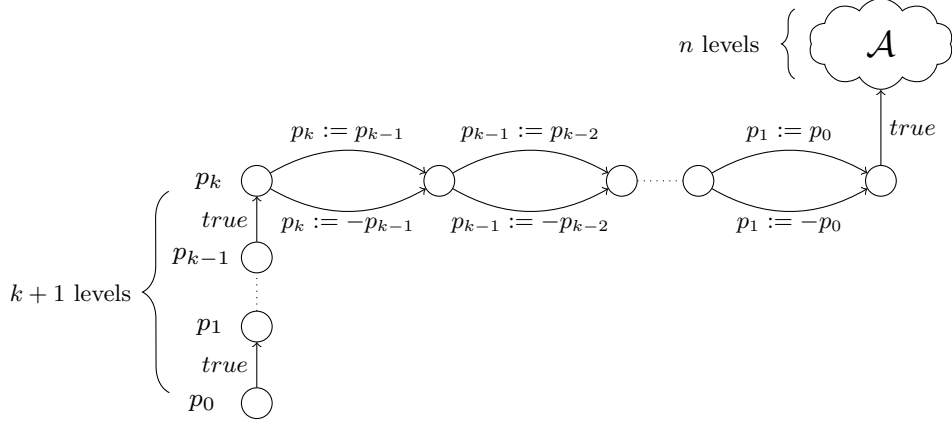 n levels
𝒜
true
p_k := p_{k−1}
p_{k−1} := p_{k−2}
p_1 := p_0
p_k
p_k := −p_{k−1}
p_{k−1} := −p_{k−2}
p_1 := −p_0
true
p_{k−1}
k + 1 levels
p_1
true
p_0